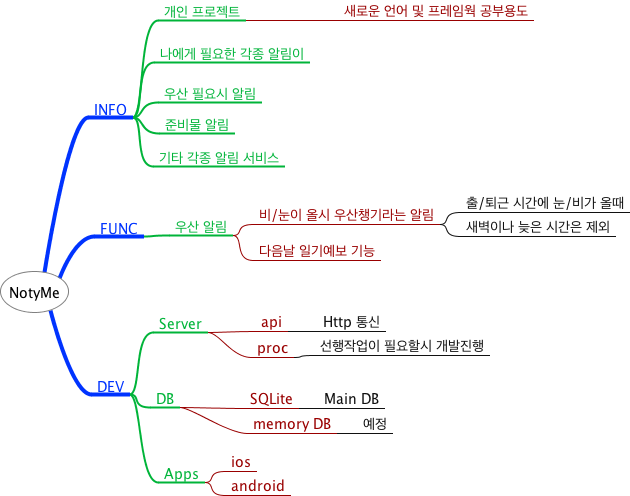 NotyMe
INFO
개인 프로젝트
새로운 언어 및 프레임웍 공부용도
나에게 필요한 각종 알림이
우산 필요시 알림
준비물 알림
기타 각종 알림 서비스
FUNC
우산 알림
비/눈이 올시 우산챙기라는 알림
출/퇴근 시간에 눈/비가 올때
새벽이나 늦은 시간은 제외
다음날 일기예보 기능
DEV
Server
api
Http 통신
proc
선행작업이 필요할시 개발진행
DB
SQLite
Main DB
memory DB
예정
Apps
ios
android